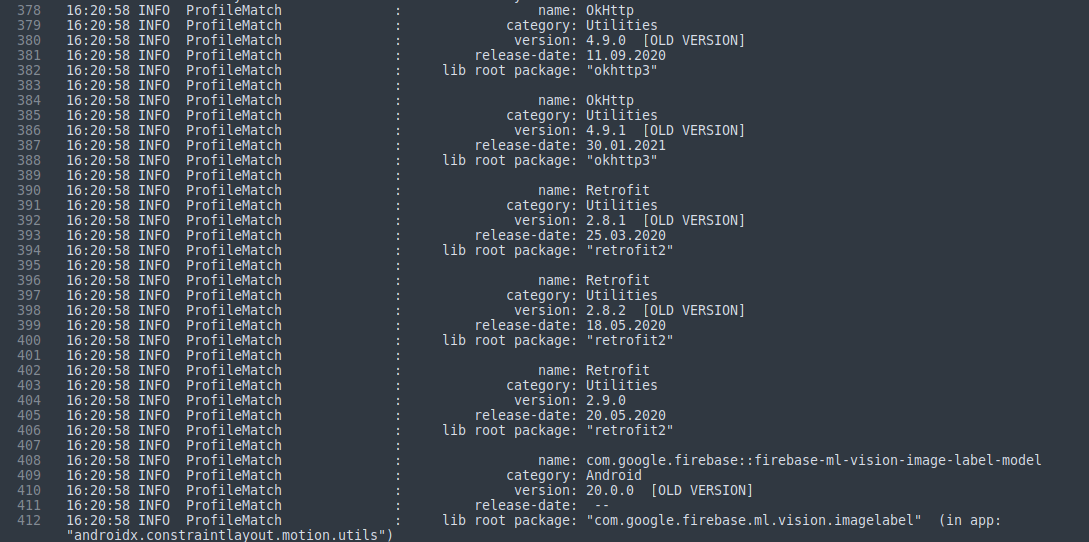 378 16:20:58 INFO ProfileMatch : name: OkHttp
379 16:20:58 INFO ProfileMatch : category: Utilities
380 16:20:58 INFO ProfileMatch : version: 4.9.0 [OLD VERSION]
381 16:20:58 INFO ProfileMatch : release-date: 11.09.2020
382 16:20:58 INFO ProfileMatch : lib root package: "okhttp3"
383 16:20:58 INFO ProfileMatch :
384 16:20:58 INFO ProfileMatch : name: OkHttp
385 16:20:58 INFO ProfileMatch : category: Utilities
386 16:20:58 INFO ProfileMatch : version: 4.9.1 [OLD VERSION]
387 16:20:58 INFO ProfileMatch : release-date: 30.01.2021
388 16:20:58 INFO ProfileMatch : lib root package: "okhttp3"
389 16:20:58 INFO ProfileMatch :
390 16:20:58 INFO ProfileMatch : name: Retrofit
391 16:20:58 INFO ProfileMatch : category: Utilities
392 16:20:58 INFO ProfileMatch : version: 2.8.1 [OLD VERSION]
393 16:20:58 INFO ProfileMatch : release-date: 25.03.2020
394 16:20:58 INFO ProfileMatch : lib root package: "retrofit2"
395 16:20:58 INFO ProfileMatch :
396 16:20:58 INFO ProfileMatch : name: Retrofit
397 16:20:58 INFO ProfileMatch : category: Utilities
398 16:20:58 INFO ProfileMatch : version: 2.8.2 [OLD VERSION]
399 16:20:58 INFO ProfileMatch : release-date: 18.05.2020
400 16:20:58 INFO ProfileMatch : lib root package: "retrofit2"
401 16:20:58 INFO ProfileMatch :
402 16:20:58 INFO ProfileMatch : name: Retrofit
403 16:20:58 INFO ProfileMatch : category: Utilities
404 16:20:58 INFO ProfileMatch : version: 2.9.0
405 16:20:58 INFO ProfileMatch : release-date: 20.05.2020
406 16:20:58 INFO ProfileMatch : lib root package: "retrofit2"
407 16:20:58 INFO ProfileMatch :
408 16:20:58 INFO ProfileMatch : name: com.google.firebase::firebase-ml-vision-image-label-model
409 16:20:58 INFO ProfileMatch : category: Android
410 16:20:58 INFO ProfileMatch : version: 20.0.0 [OLD VERSION]
411 16:20:58 INFO ProfileMatch : release-date: --
412 16:20:58 INFO ProfileMatch : lib root package: "com.google.firebase.ml.vision.imagelabel" (in app:
"androidx.constraintlayout.motion.utils")